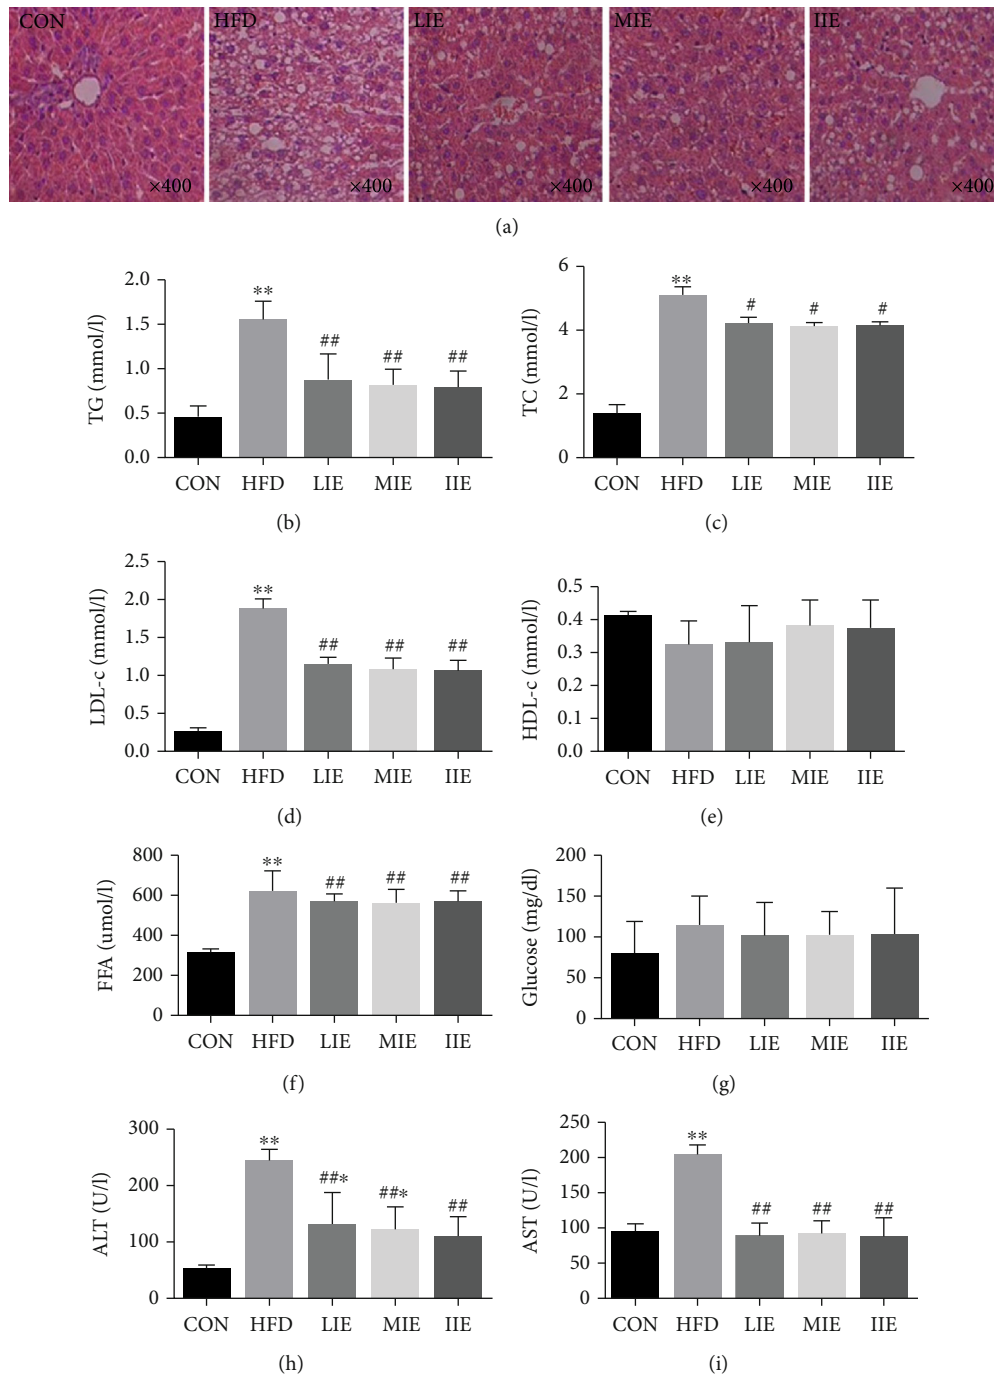 CON HFD LIE MIE IIE
×400 ×400 ×400 ×400 ×400
(a)
TG (mmol/l)
2.0
1.5
1.0
0.5
0.0
** ## ## ##
CON HFD LIE MIE IIE
(b)
TC (mmol/l)
6
4
2
0
** # # #
CON HFD LIE MIE IIE
(c)
LDL-c (mmol/l)
2.5
2.0
1.5
1.0
0.5
0.0
** ## ## ##
CON HFD LIE MIE IIE
(d)
HDL-c (mmol/l)
0.5
0.4
0.3
0.2
0.1
0.0
CON HFD LIE MIE IIE
(e)
FFA (umol/l)
800
600
400
200
0
** ## ## ##
CON HFD LIE MIE IIE
(f)
Glucose (mg/dl)
200
150
100
50
0
CON HFD LIE MIE IIE
(g)
ALT (U/l)
300
200
100
0
** ##* ##* ##
CON HFD LIE MIE IIE
(h)
AST (U/l)
250
200
150
100
50
0
** ## ## ##
CON HFD LIE MIE IIE
(i)